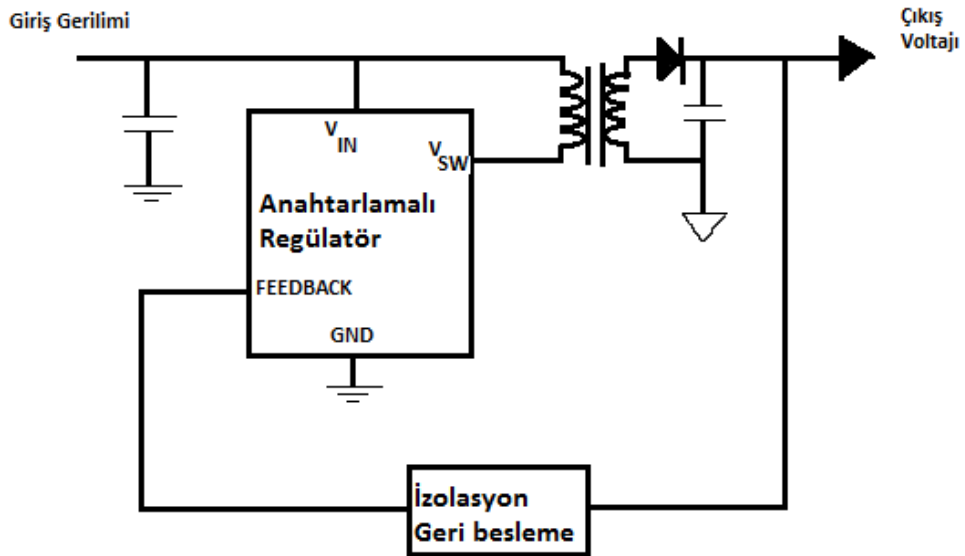 Giriş Gerilimi
Çıkış
Voltajı
VIN
VSW
Anahtarlamalı
Regülatör
FEEDBACK
GND
İzolasyon
Geri besleme